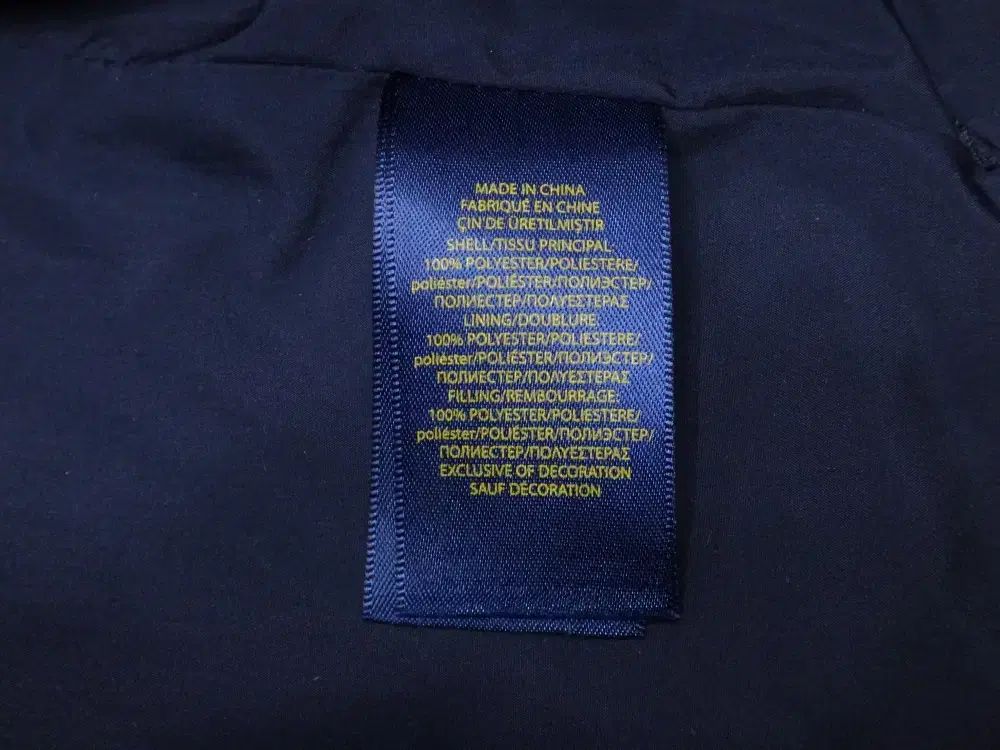 MADE IN CHINA
FABRIQUÉ EN CHINE
ÇIN'DE ÜRETILMISTIR
SHELL/TISSU PRINCIPAL:
100% POLYESTER/POLIESTERE/
poliéster/POLIÉSTER/ПОЛИЭСТЕР/
ПОЛИЕСТЕР/ΠΟΛΥΕΣΤΕΡΑΣ
LINING/DOUBLURE:
100% POLYESTER/POLIESTERE/
poliéster/POLIÉSTER/ПОЛИЭСТЕР/
ПОЛИЕСТЕР/ΠΟΛΥΕΣΤΕΡΑΣ
FILLING/REMBOURRAGE:
100% POLYESTER/POLIESTERE/
poliéster/POLIÉSTER/ПОЛИЭСТЕР/
ПОЛИЕСТЕР/ΠΟΛΥΕΣΤΕΡΑΣ
EXCLUSIVE OF DECORATION
SAUF DÉCORATION